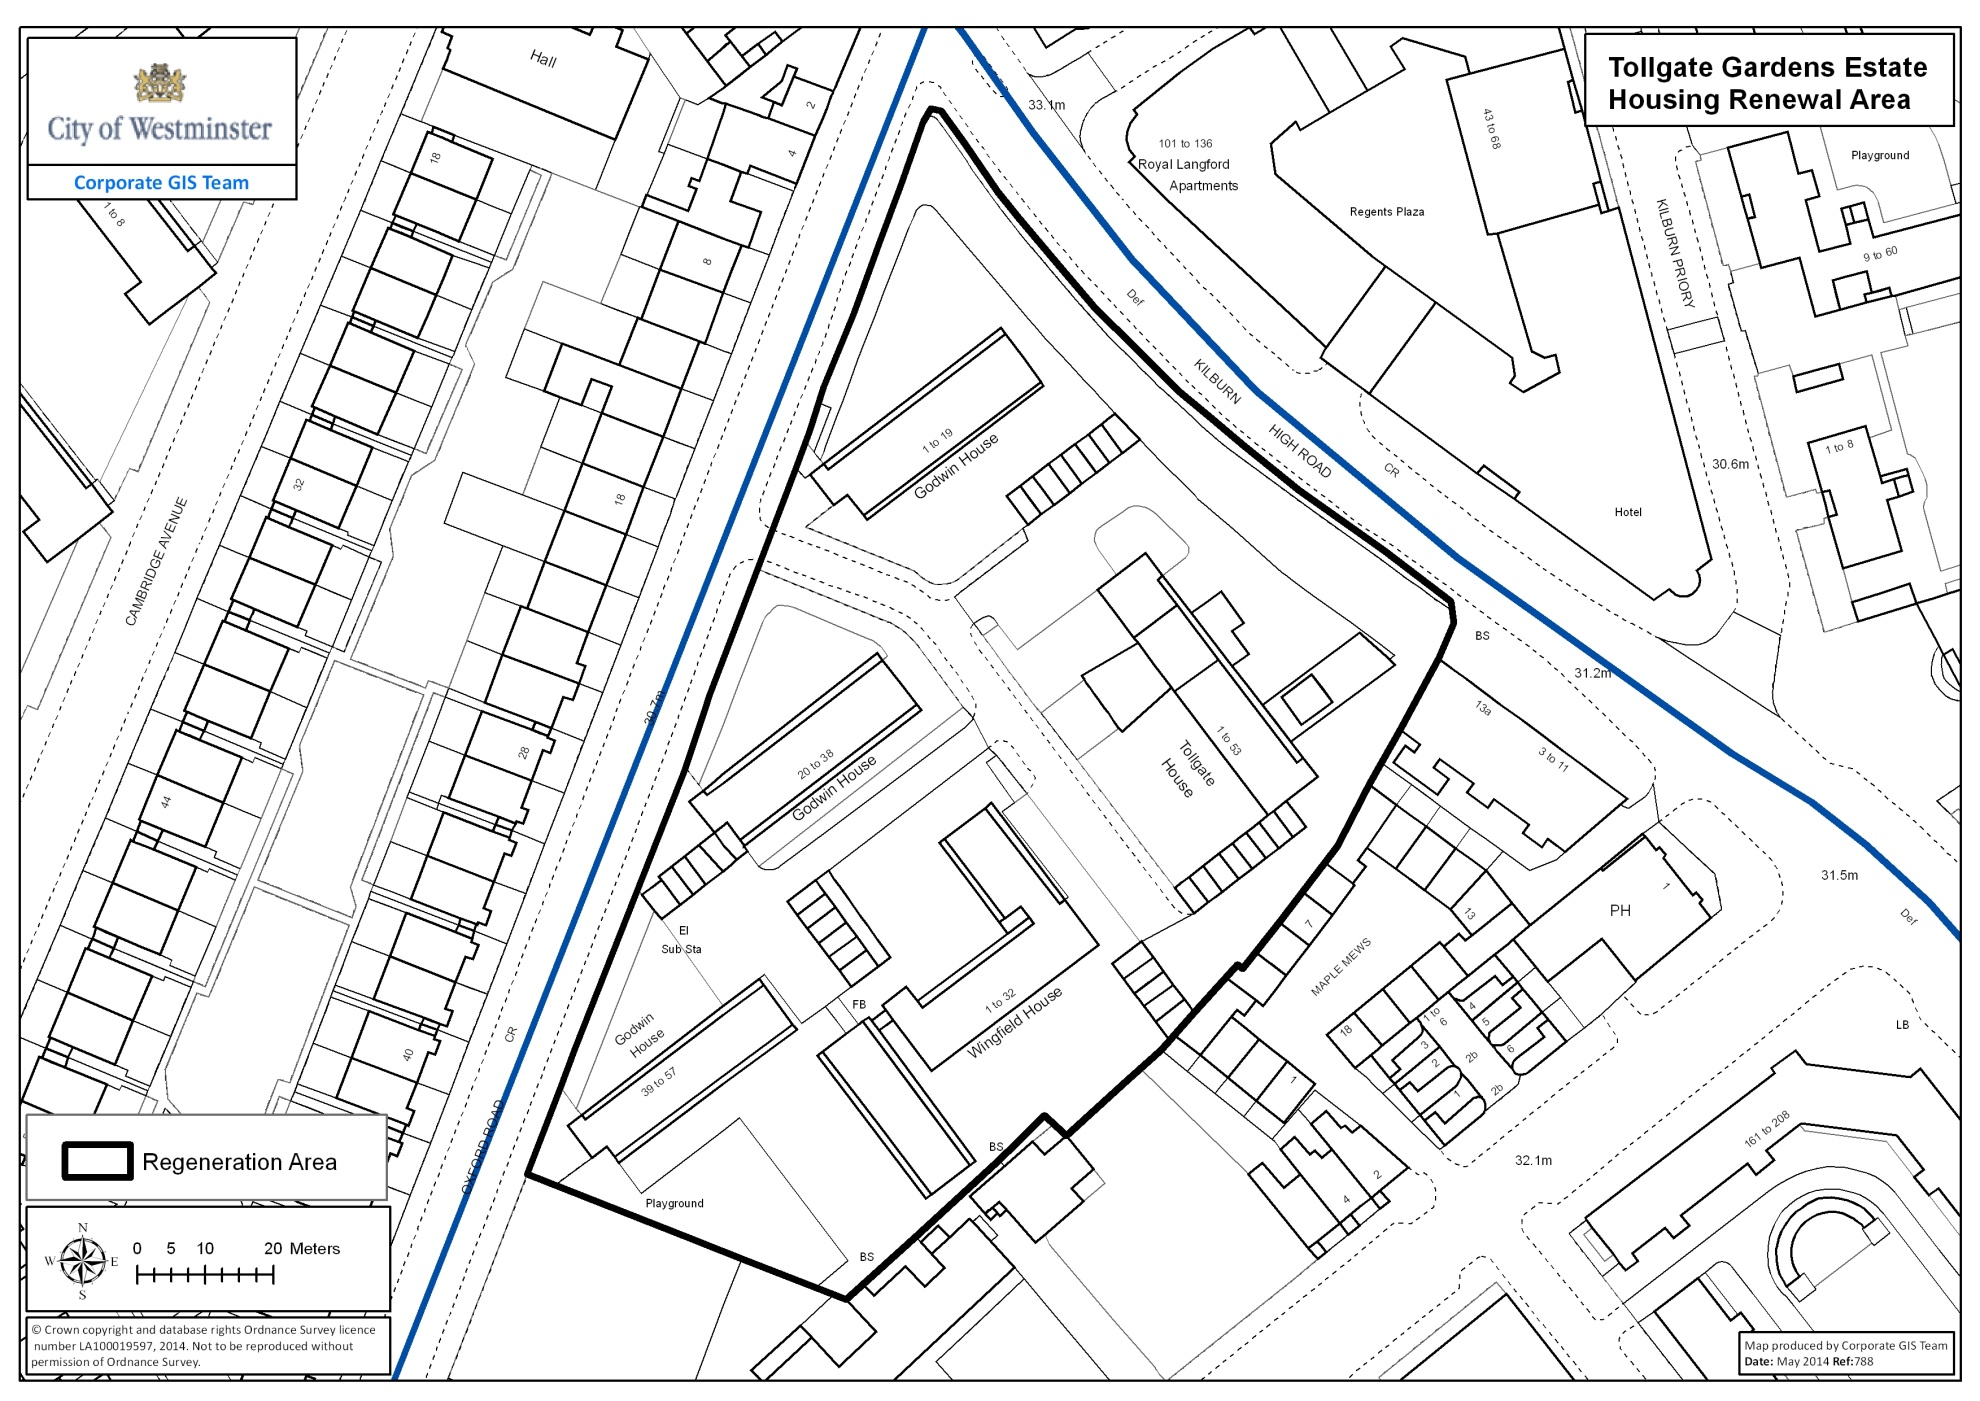 Tollgate Gardens Estate
Housing Renewal Area
City of Westminster
Corporate GIS Team
Hall
2
4
8
18
28
40
18
32
44
1 to 8
CAMBRIDGE AVENUE
OXFORD ROAD
CR
30.7m
33.1m
101 to 136
Royal Langford
Apartments
Regents Plaza
43 to 68
KILBURN PRIORY
Playground
9 to 60
1 to 8
30.6m
Hotel
Def
KILBURN
HIGH ROAD
CR
1 to 19
Godwin House
BS
31.2m
13a
3 to 11
1 to 53
Tollgate
House
20 to 38
Godwin House
El
Sub Sta
FB
1 to 32
Wingfield House
Godwin
House
39 to 57
Playground
BS
BS
7
13
MAPLE MEWS
18
1
PH
1
31.5m
Def
LB
1 to
6
3
2
1
2b
2b
4
5
6
32.1m
161 to 208
4
2
Regeneration Area
N
W
E
S
0 5 10 20 Meters
© Crown copyright and database rights Ordnance Survey licence
number LA100019597, 2014. Not to be reproduced without
permission of Ordnance Survey.
Map produced by Corporate GIS Team
Date: May 2014 Ref:788